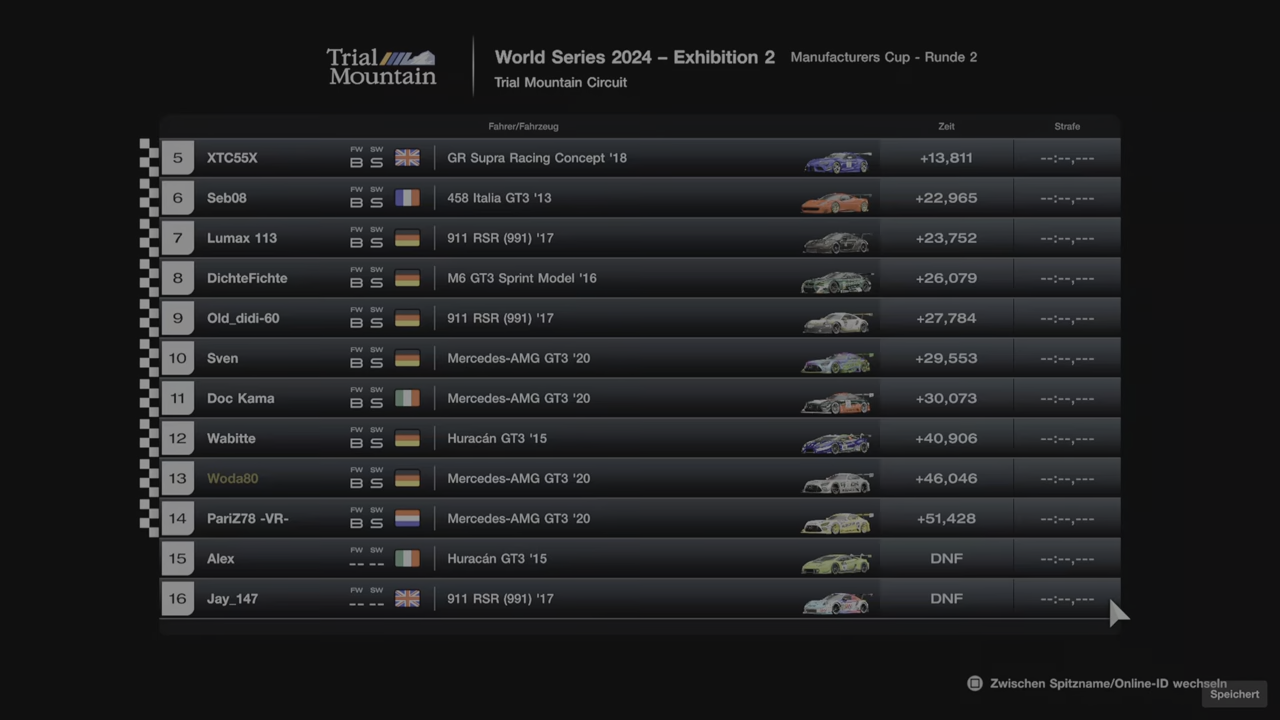 Trial
Mountain
World Series 2024 – Exhibition 2 Manufacturers Cup - Runde 2
Trial Mountain Circuit
Fahrer/Fahrzeug Zeit Strafe
5 XTC55X FW B SW S GR Supra Racing Concept '18 +13,811 --:--,---
6 Seb08 FW B SW S 458 Italia GT3 '13 +22,965 --:--,---
7 Lumax 113 FW B SW S 911 RSR (991) '17 +23,752 --:--,---
8 DichteFichte FW B SW S M6 GT3 Sprint Model '16 +26,079 --:--,---
9 Old_didi-60 FW B SW S 911 RSR (991) '17 +27,784 --:--,---
10 Sven FW B SW S Mercedes-AMG GT3 '20 +29,553 --:--,---
11 Doc Kama FW B SW S Mercedes-AMG GT3 '20 +30,073 --:--,---
12 Wabitte FW B SW S Huracán GT3 '15 +40,906 --:--,---
13 Woda80 FW B SW S Mercedes-AMG GT3 '20 +46,046 --:--,---
14 PariZ78 -VR- FW B SW S Mercedes-AMG GT3 '20 +51,428 --:--,---
15 Alex FW -- SW -- Huracán GT3 '15 DNF --:--,---
16 Jay_147 FW -- SW -- 911 RSR (991) '17 DNF --:--,---
Zwischen Spitzname/Online-ID wechseln
Speichert